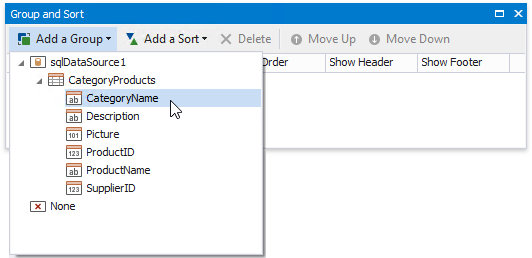 Group and Sort
Add a Group Add a Sort Delete Move Up Move Down
sqlDataSource1 Order Show Header Show Footer
CategoryProducts
ab CategoryName
ab Description
101 Picture
123 ProductID
ab ProductName
123 SupplierID
None